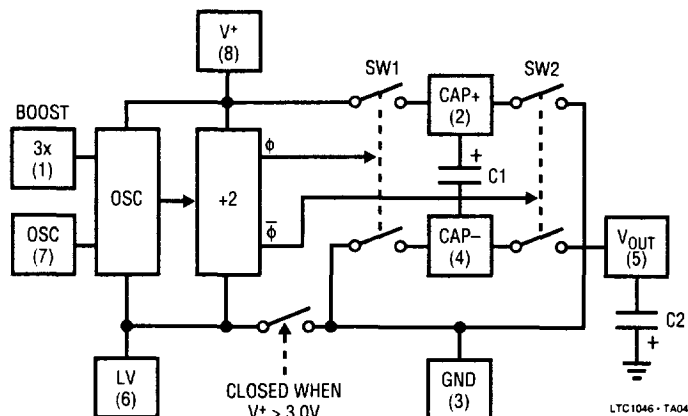 V+
(8)
SW1
SW2
BOOST
3x
(1)
OSC
+2
ϕ
CAP+
(2)
+
C1
OSC
(7)
ϕ̅
CAP–
(4)
VOUT
(5)
C2
+
LV
(6)
CLOSED WHEN
V+ > 3.0V
GND
(3)
LTC1046 • TA04